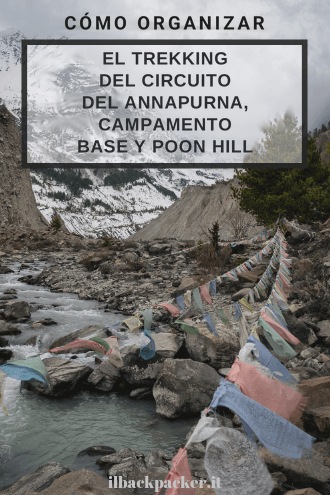 CÓMO ORGANIZAR
EL TREKKING
DEL CIRCUITO
DEL ANNAPURNA,
CAMPAMENTO
BASE Y POON HILL
ilbackpacker.it